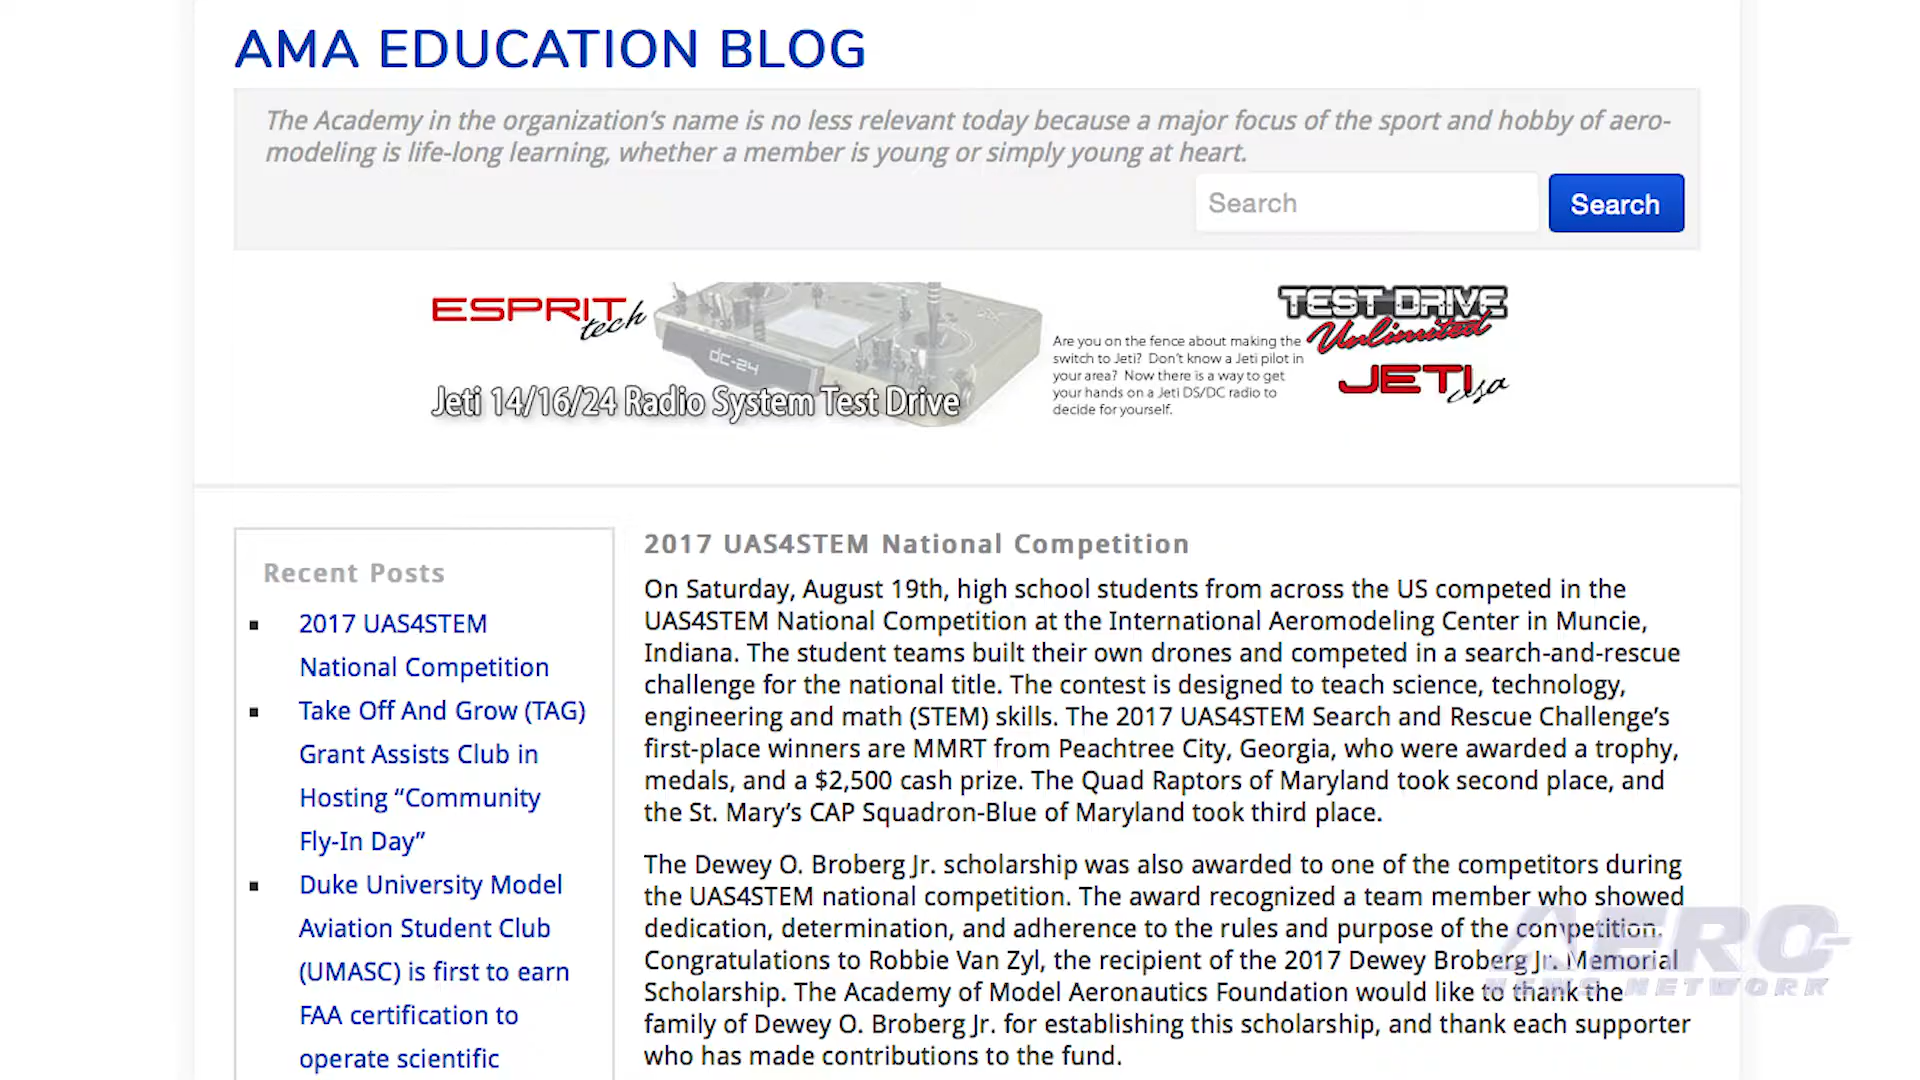 AMA EDUCATION BLOG
The Academy in the organization's name is no less relevant today because a major focus of the sport and hobby of aero-
modeling is life-long learning, whether a member is young or simply young at heart.
Search
Search
ESPRIT tech
dc-24
Jeti 14/16/24 Radio System Test Drive
Are you on the fence about making the
switch to Jeti? Don't know a Jeti pilot in
your area? Now there is a way to get
your hands on a Jeti DS/DC radio to
decide for yourself.
TEST DRIVE
Unlimited
JETI usa
Recent Posts
2017 UAS4STEM
National Competition
Take Off And Grow (TAG)
Grant Assists Club in
Hosting “Community
Fly-In Day”
Duke University Model
Aviation Student Club
(UMASC) is first to earn
FAA certification to
operate scientific
2017 UAS4STEM National Competition
On Saturday, August 19th, high school students from across the US competed in the
UAS4STEM National Competition at the International Aeromodeling Center in Muncie,
Indiana. The student teams built their own drones and competed in a search-and-rescue
challenge for the national title. The contest is designed to teach science, technology,
engineering and math (STEM) skills. The 2017 UAS4STEM Search and Rescue Challenge’s
first-place winners are MMRT from Peachtree City, Georgia, who were awarded a trophy,
medals, and a $2,500 cash prize. The Quad Raptors of Maryland took second place, and
the St. Mary’s CAP Squadron-Blue of Maryland took third place.
The Dewey O. Broberg Jr. scholarship was also awarded to one of the competitors during
the UAS4STEM national competition. The award recognized a team member who showed
dedication, determination, and adherence to the rules and purpose of the competition.
Congratulations to Robbie Van Zyl, the recipient of the 2017 Dewey Broberg Jr. Memorial
Scholarship. The Academy of Model Aeronautics Foundation would like to thank the
family of Dewey O. Broberg Jr. for establishing this scholarship, and thank each supporter
who has made contributions to the fund.
AERO
NEWS NETWORK